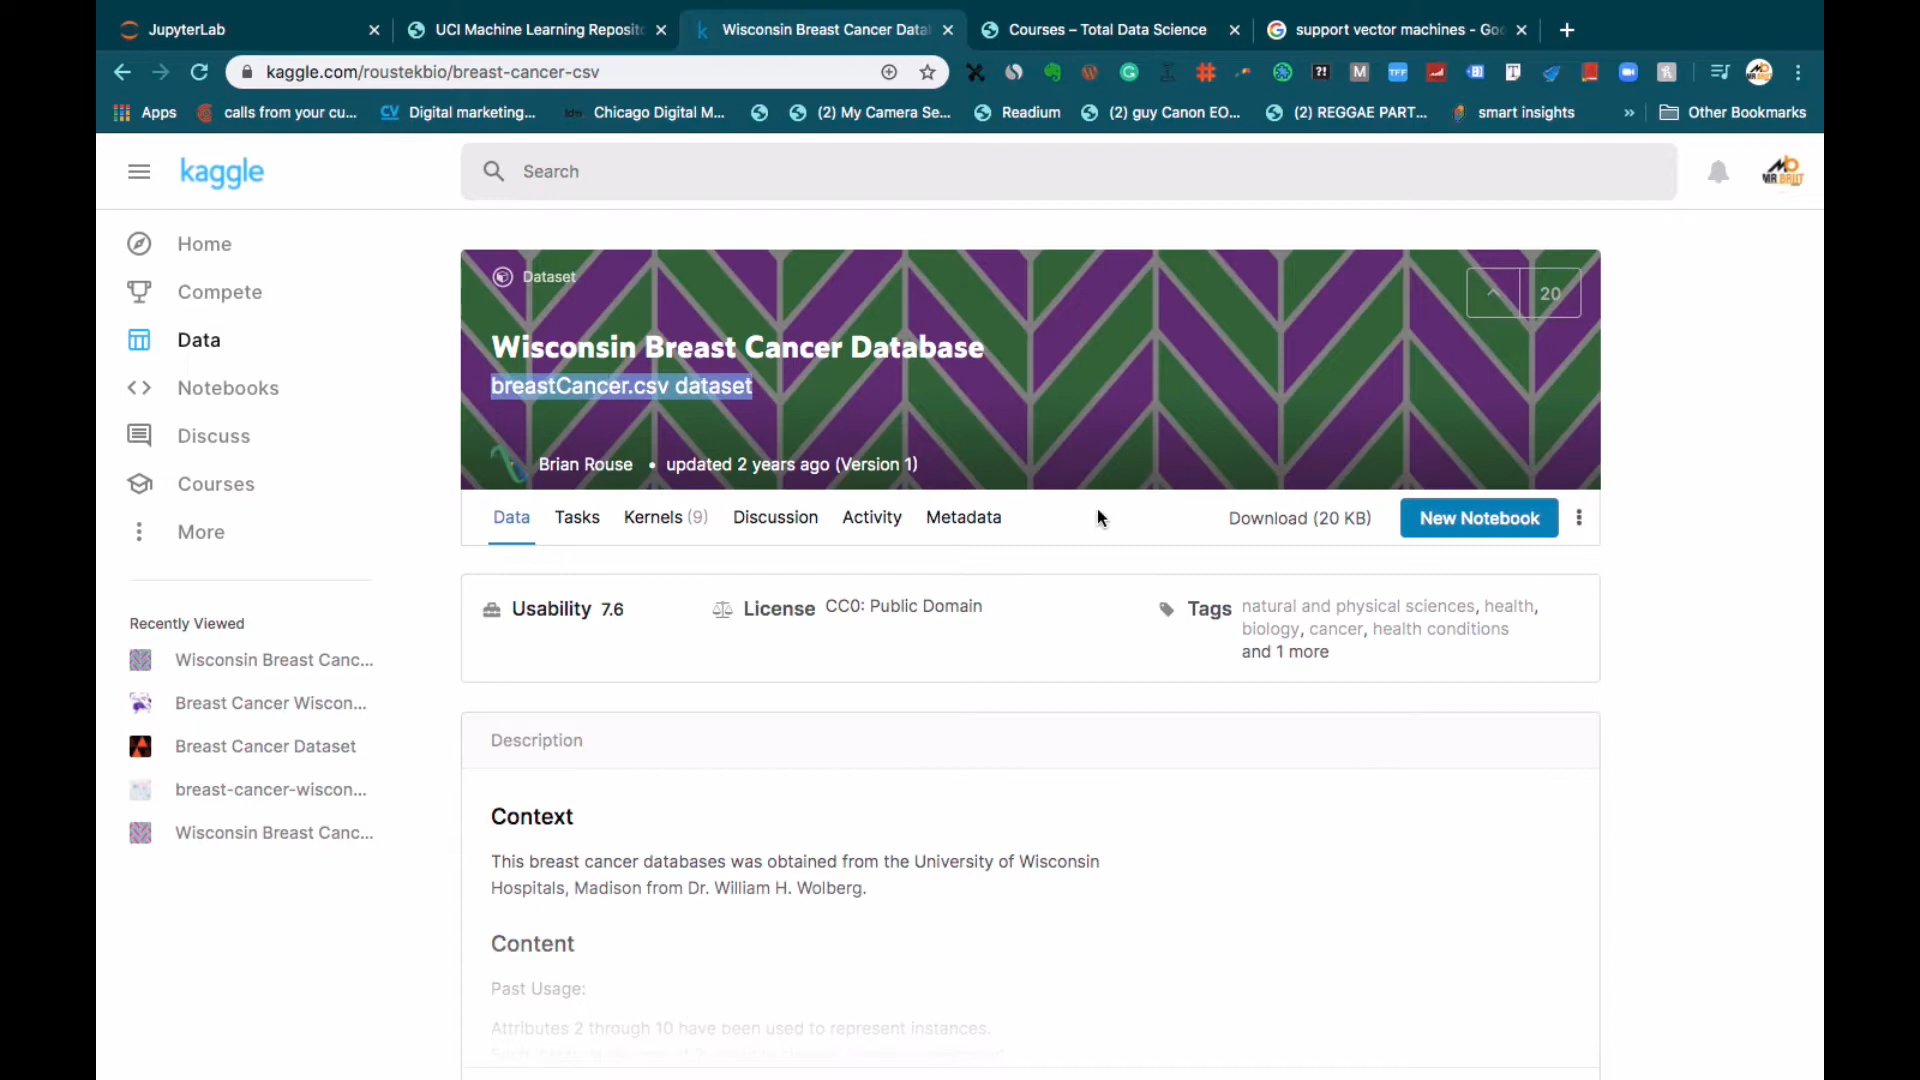 JupyterLab
UCI Machine Learning Reposito
Wisconsin Breast Cancer Data
Courses – Total Data Science
support vector machines - Goo
kaggle.com/roustekbio/breast-cancer-csv
Apps
calls from your cu...
Digital marketing...
Chicago Digital M...
(2) My Camera Se...
Readium
(2) guy Canon EO...
(2) REGGAE PART...
smart insights
Other Bookmarks
kaggle
Search
Home
Compete
Data
Notebooks
Discuss
Courses
More
Recently Viewed
Wisconsin Breast Canc...
Breast Cancer Wiscon...
Breast Cancer Dataset
breast-cancer-wiscon...
Wisconsin Breast Canc...
Dataset
20
Wisconsin Breast Cancer Database
breastCancer.csv dataset
Brian Rouse • updated 2 years ago (Version 1)
Data Tasks Kernels (9) Discussion Activity Metadata Download (20 KB) New Notebook
Usability 7.6
License CC0: Public Domain
Tags natural and physical sciences, health,
biology, cancer, health conditions
and 1 more
Description
Context
This breast cancer databases was obtained from the University of Wisconsin
Hospitals, Madison from Dr. William H. Wolberg.
Content
Past Usage:
Attributes 2 through 10 have been used to represent instances.